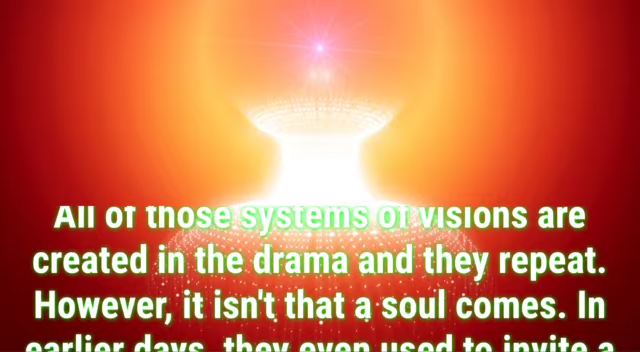 All of those systems of visions are
created in the drama and they repeat.
However, it isn't that a soul comes. In
earlier days, they even used to invite a